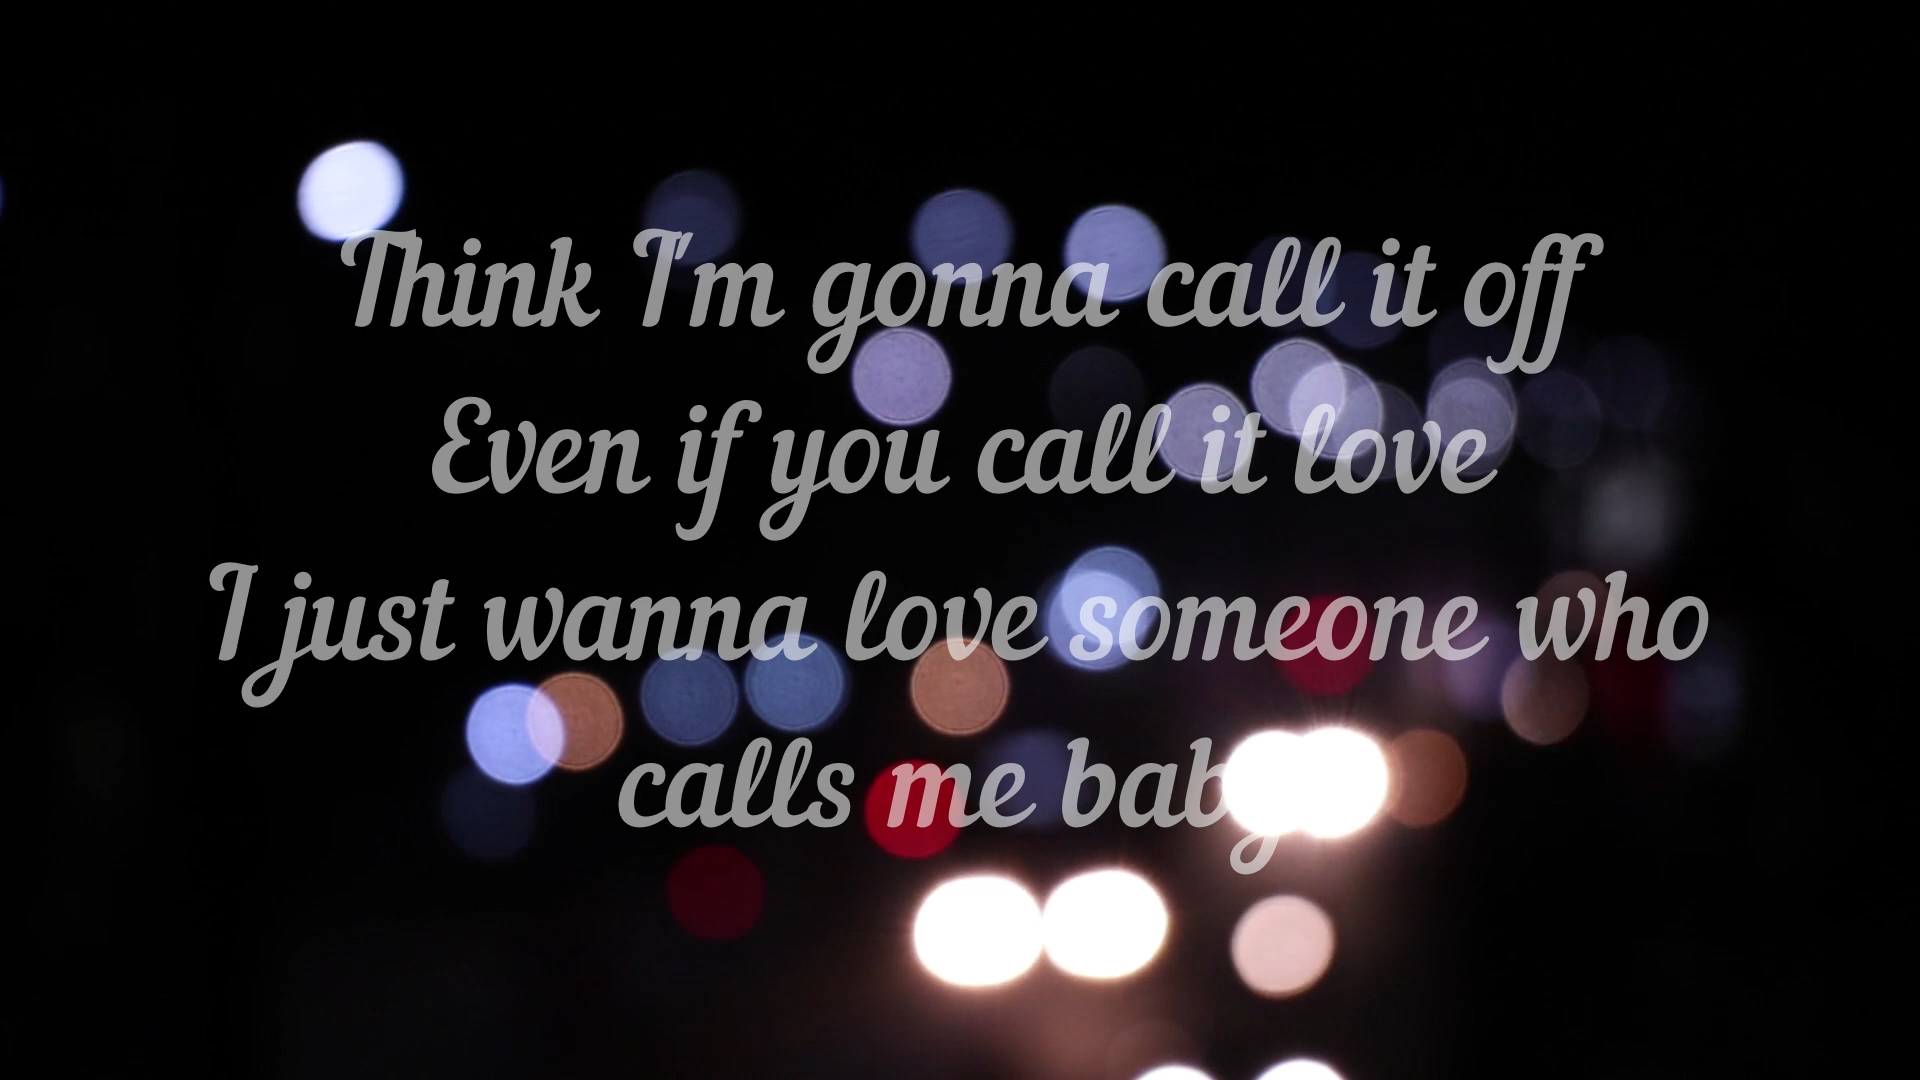 Think I'm gonna call it off
Even if you call it love
I just wanna love someone who
calls me baby